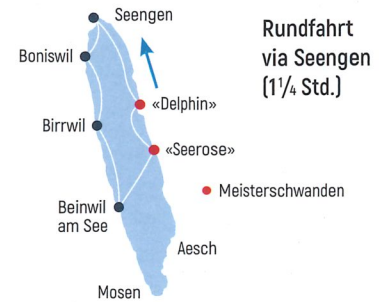 Seengen
Rundfahrt
via Seengen
(1¼ Std.)
Boniswil
«Delphin»
Birrwil
«Seerose»
Meisterschwanden
Beinwil
am See
Aesch
Mosen